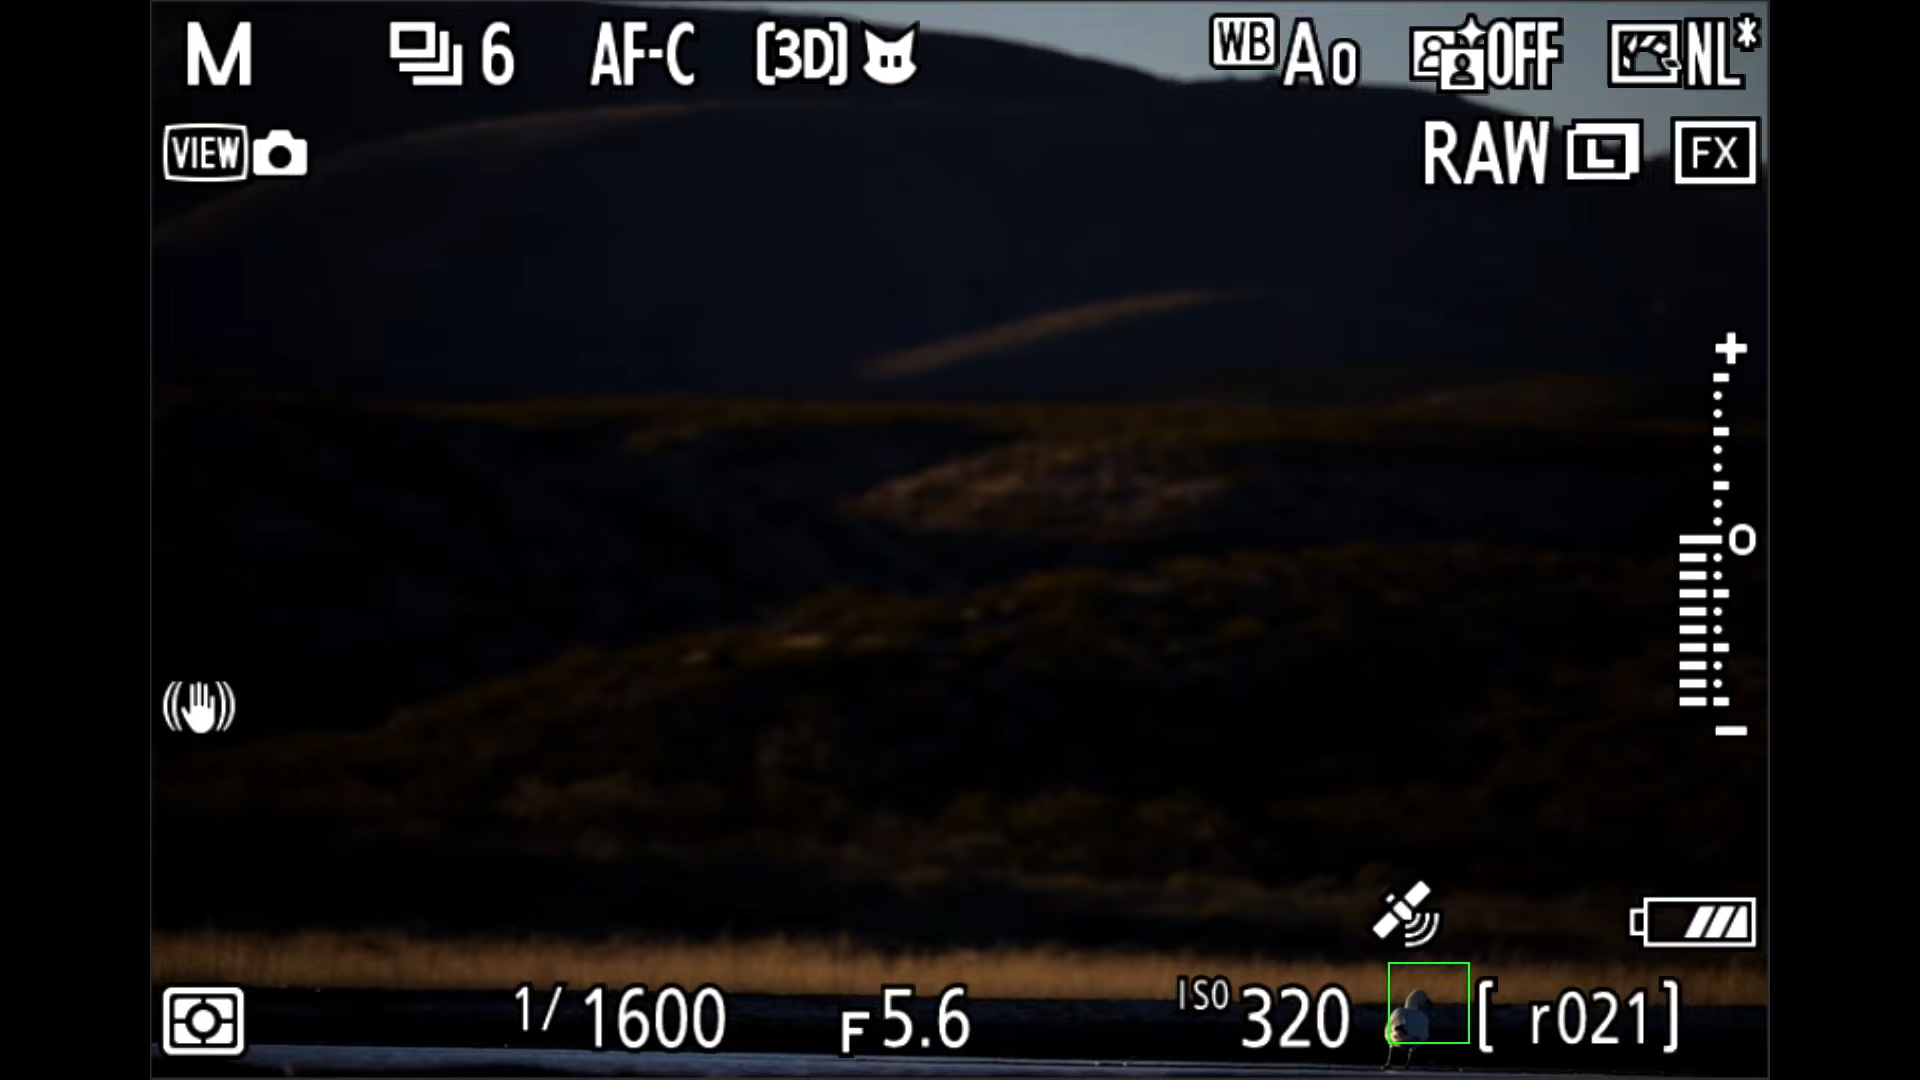 M 6 AF-C [3D] WB A0 OFF NL*
VIEW RAW L FX
+
0
-
1/1600 F5.6 ISO 320 [ r021]